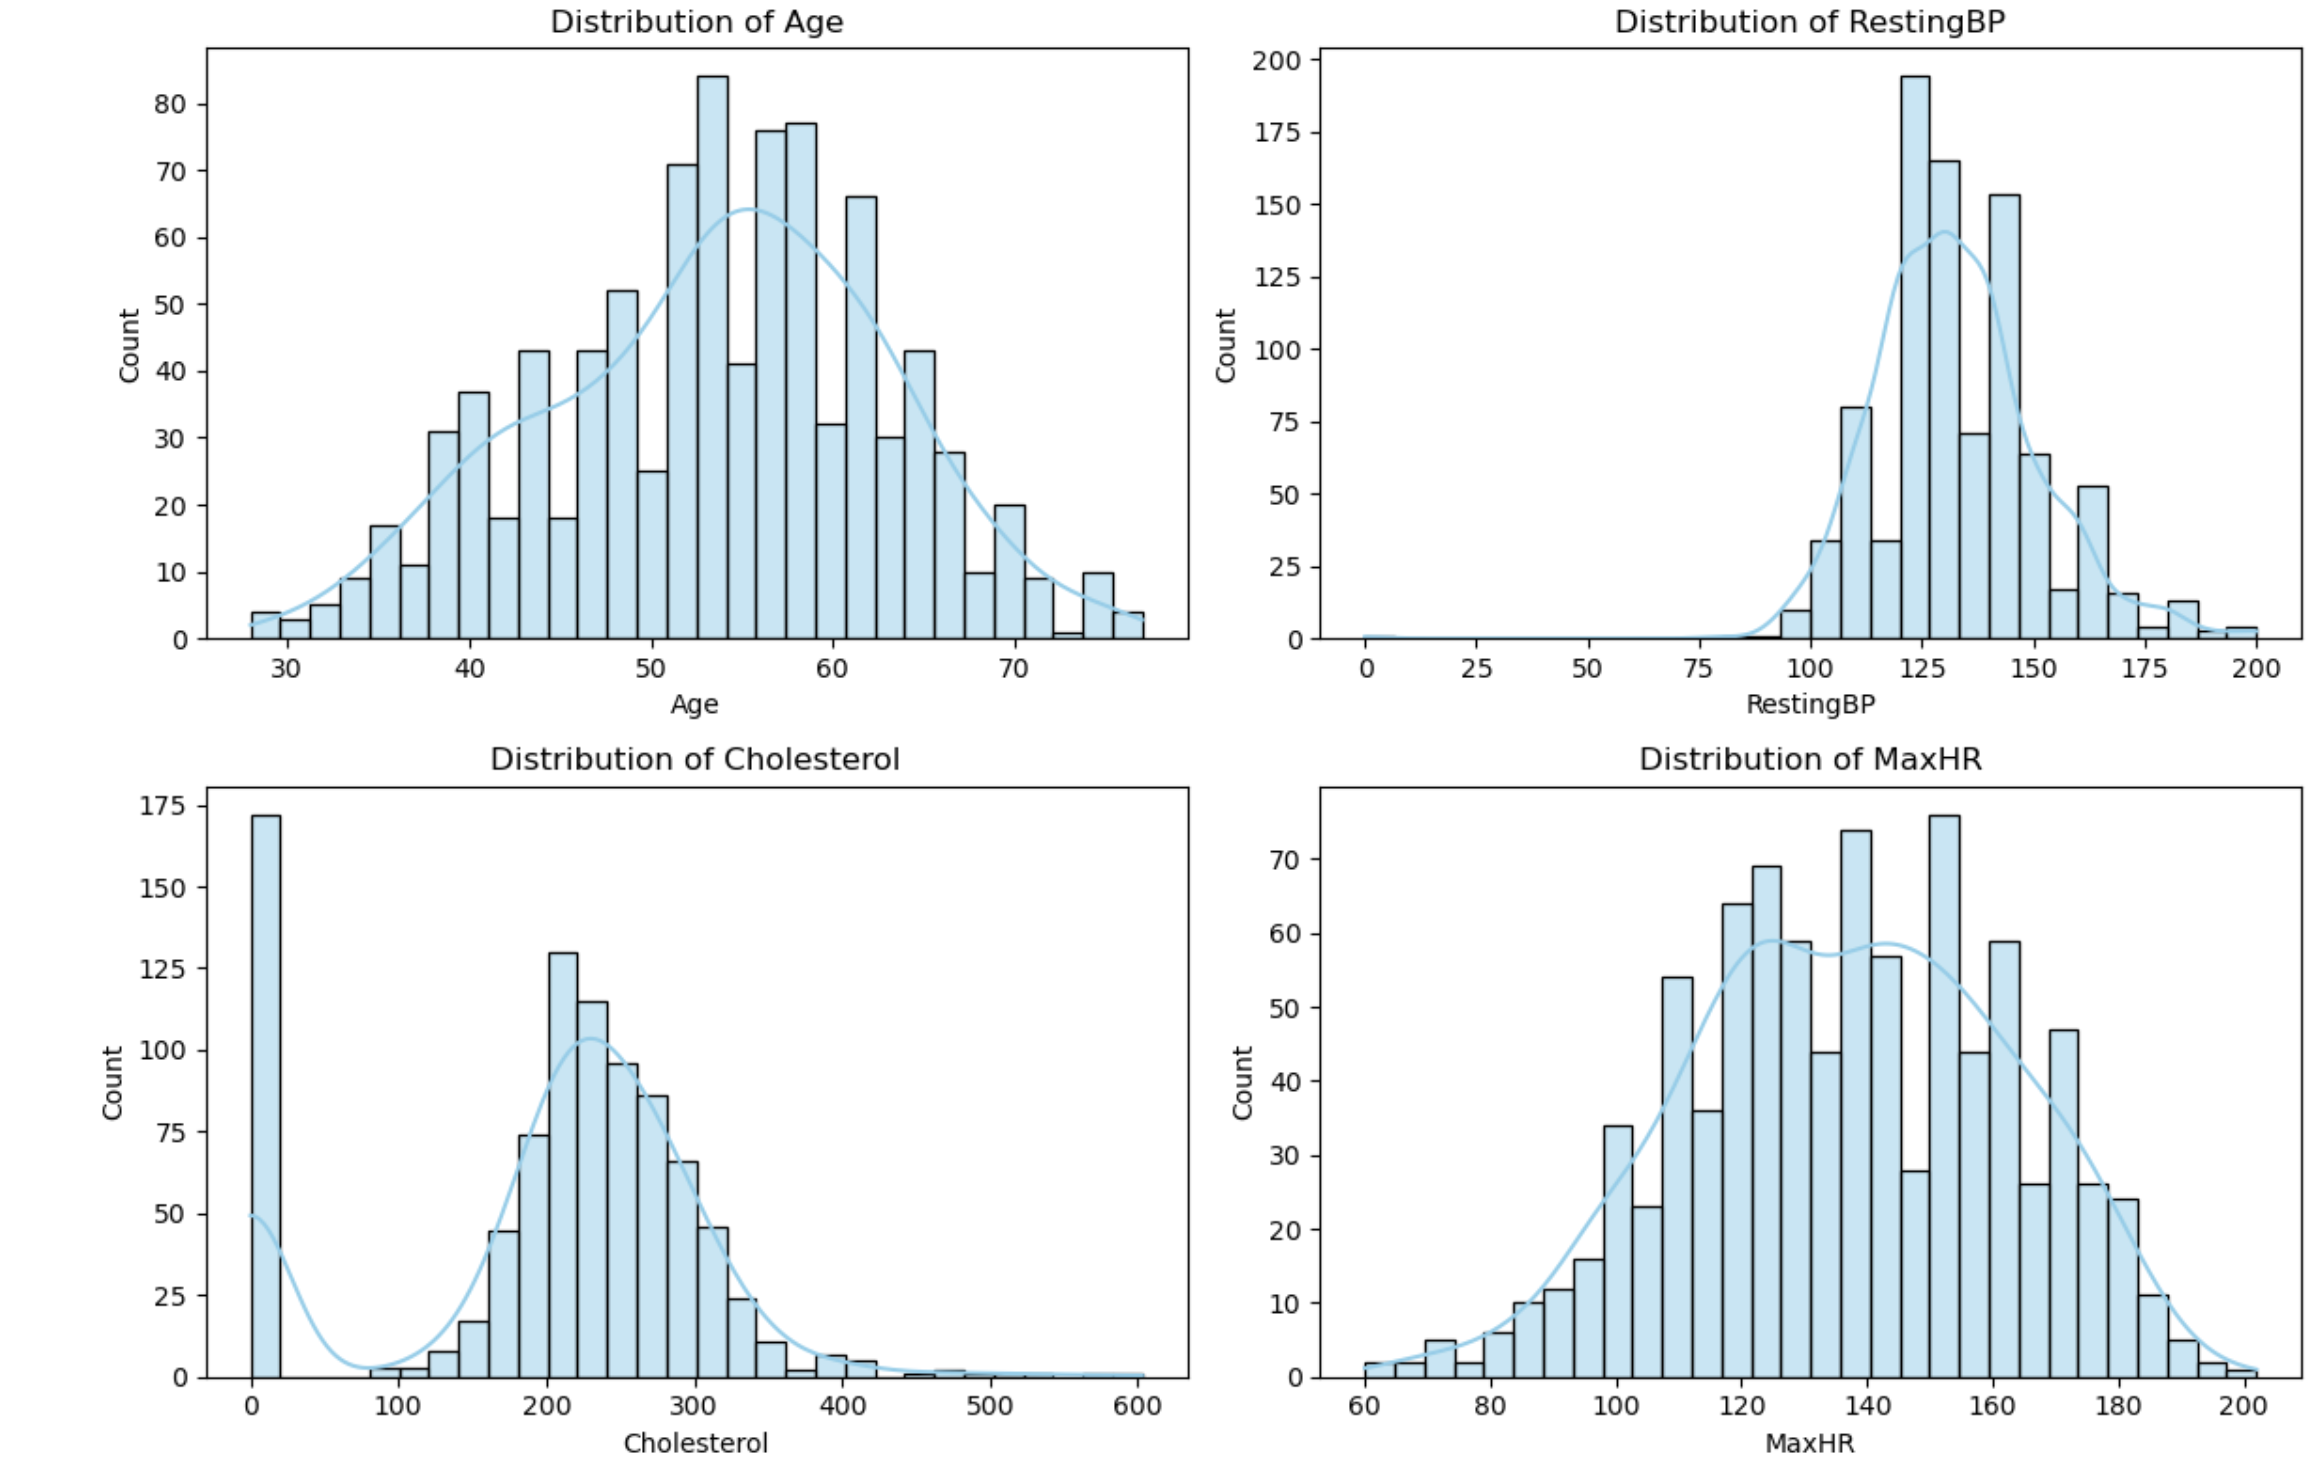 Distribution of Age
Count
80
70
60
50
40
30
20
10
0
30 40 50 60 70
Age
Distribution of RestingBP
Count
200
175
150
125
100
75
50
25
0
0 25 50 75 100 125 150 175 200
RestingBP
Distribution of Cholesterol
Count
175
150
125
100
75
50
25
0
0 100 200 300 400 500 600
Cholesterol
Distribution of MaxHR
Count
70
60
50
40
30
20
10
0
60 80 100 120 140 160 180 200
MaxHR